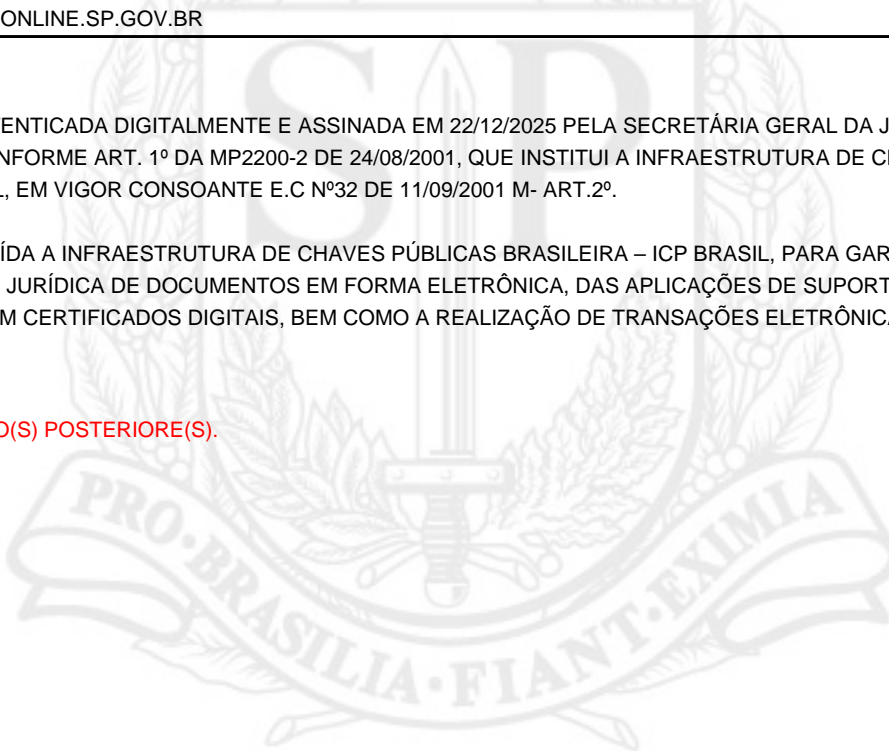 ONLINE.SP.GOV.BR
SP
TENTICADA DIGITALMENTE E ASSINADA EM 22/12/2025 PELA SECRETÁRIA GERAL DA J
NFORME ART. 1º DA MP2200-2 DE 24/08/2001, QUE INSTITUI A INFRAESTRUTURA DE C
L, EM VIGOR CONSOANTE E.C Nº32 DE 11/09/2001 M- ART.2º.
ÍDA A INFRAESTRUTURA DE CHAVES PÚBLICAS BRASILEIRA – ICP BRASIL, PARA GAR
JURÍDICA DE DOCUMENTOS EM FORMA ELETRÔNICA, DAS APLICAÇÕES DE SUPORT
M CERTIFICADOS DIGITAIS, BEM COMO A REALIZAÇÃO DE TRANSAÇÕES ELETRÔNICA
O(S) POSTERIORE(S).
PRO·BRASILIA·FIANT·EXIMIA